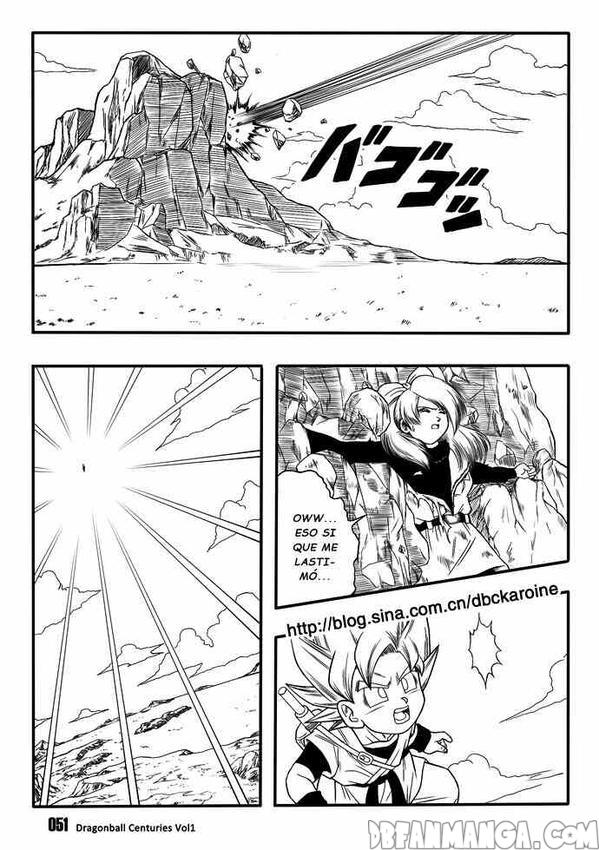 バゴゴッ
OWW...
ESO SI
QUE ME
LASTI-
MÓ...
http://blog.sina.com.cn/dbckaroine
051 Dragonball Centuries Vol1
DBFANMANGA.COM